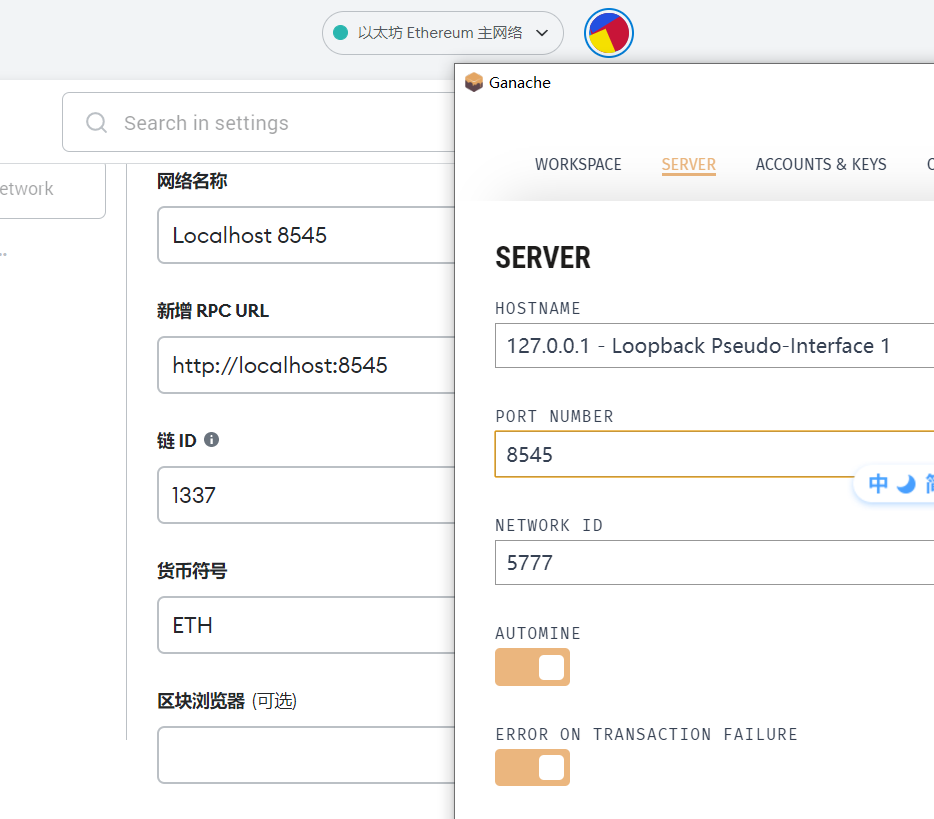 以太坊 Ethereum 主网络
Ganache
Search in settings
WORKSPACE
SERVER
ACCOUNTS & KEYS
etwork
..
网络名称
Localhost 8545
新增 RPC URL
http://localhost:8545
链 ID
1337
货币符号
ETH
区块浏览器 (可选)
SERVER
HOSTNAME
127.0.0.1 - Loopback Pseudo-Interface 1
PORT NUMBER
8545
中
NETWORK ID
5777
AUTOMINE
ERROR ON TRANSACTION FAILURE